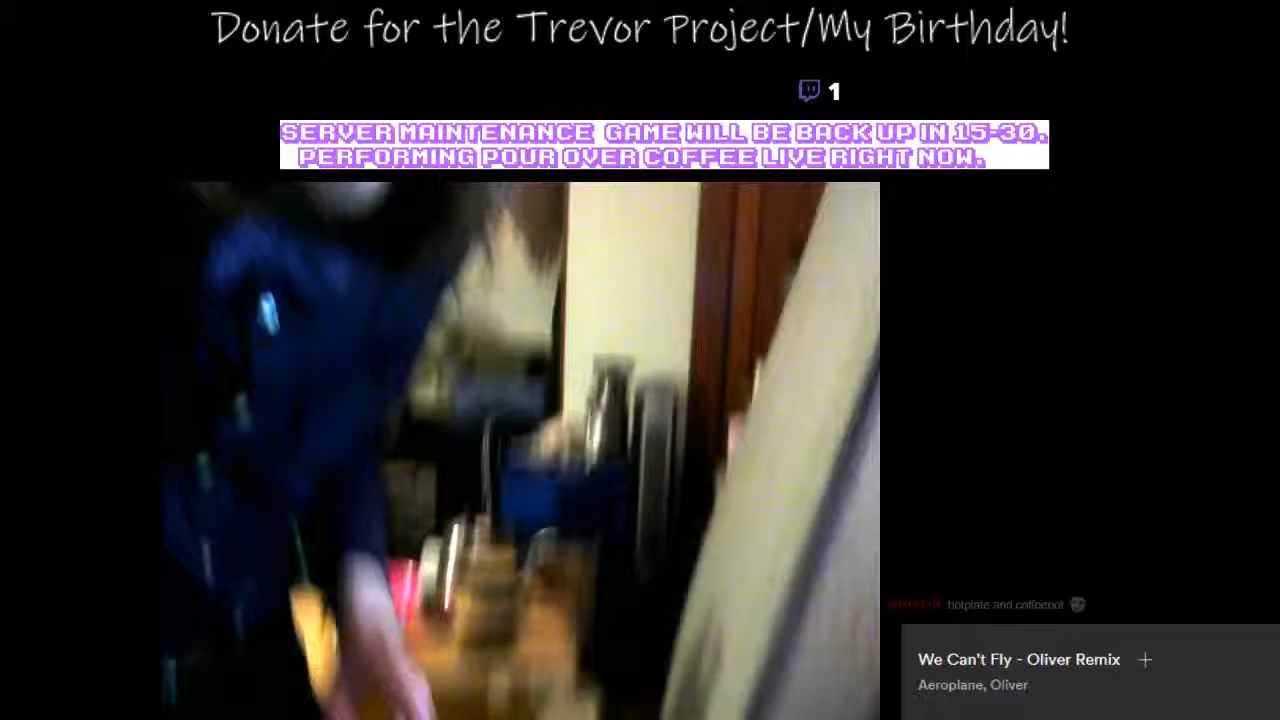 Donate for the Trevor Project/My Birthday!
1
SERVER MAINTENANCE GAME WILL BE BACK UP IN 15-30.
PERFORMING POUR OVER COFFEE LIVE RIGHT NOW.
hotplate and coffeepot
We Can't Fly - Oliver Remix
Aeroplane, Oliver